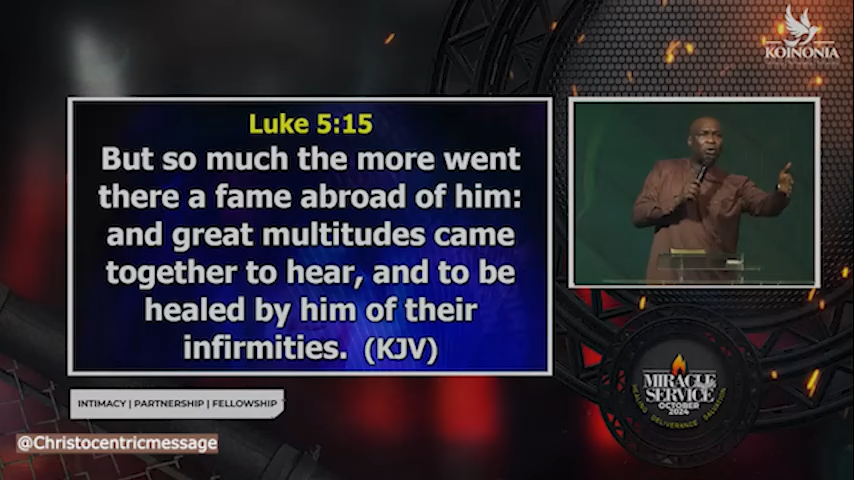 KOINONIA
Luke 5:15
But so much the more went
there a fame abroad of him:
and great multitudes came
together to hear, and to be
healed by him of their
infirmities. (KJV)
INTIMACY | PARTNERSHIP | FELLOWSHIP
MIRACLE
SERVICE
OCTOBER
2024
HEALING DELIVERANCE SALVATION
@Christocentricmessage